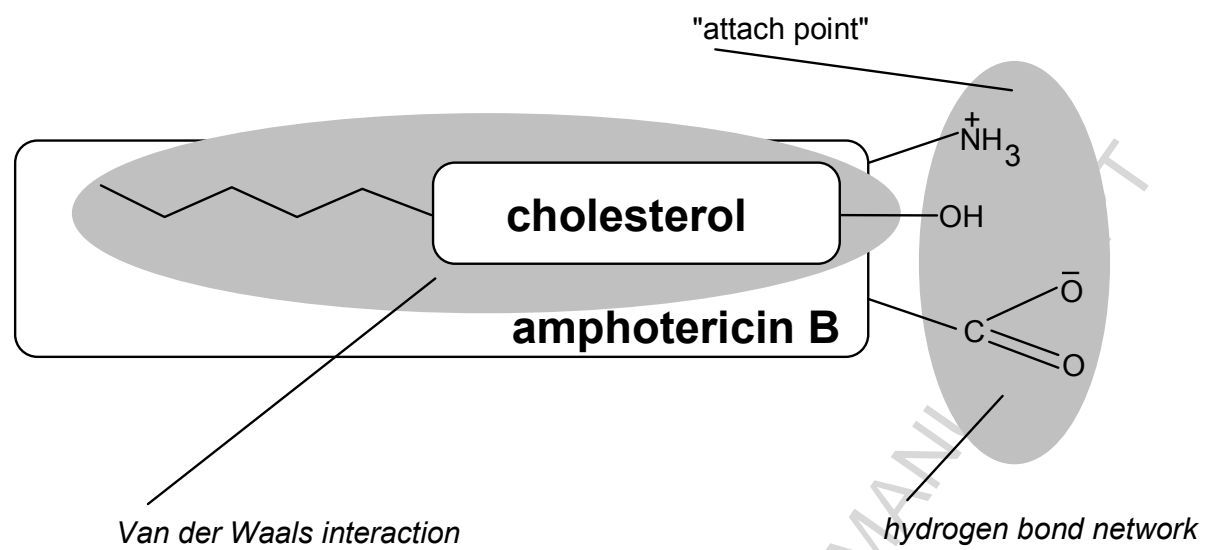 "attach point"
+
NH3
cholesterol
OH
–
O
amphotericin B
C
O
Van der Waals interaction
hydrogen bond network